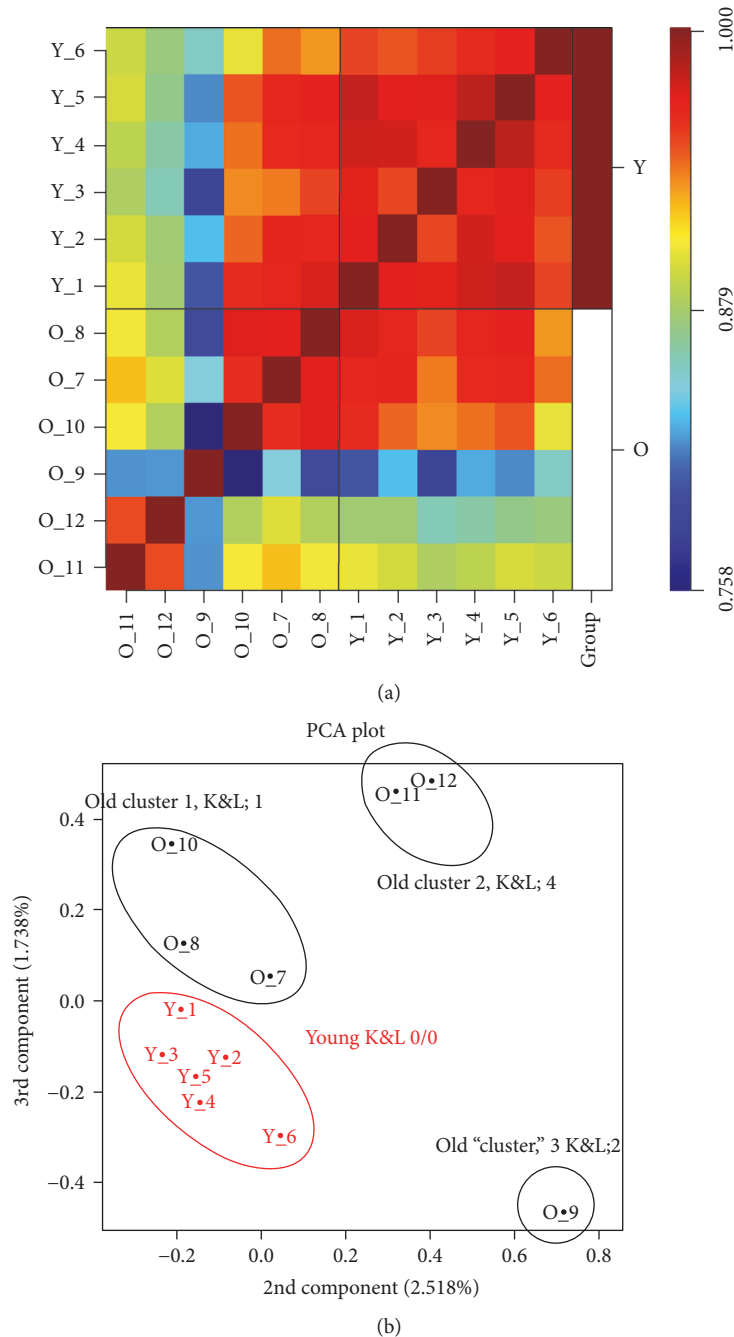 Y_6
Y_5
Y_4
Y_3
Y_2
Y_1
O_8
O_7
O_10
O_9
O_12
O_11
Y
O
1.000
0.879
0.758
O_11
O_12
O_9
O_10
O_7
O_8
Y_1
Y_2
Y_3
Y_4
Y_5
Y_6
Group
(a)
PCA plot
Old cluster 1, K&L; 1
O_12
O_11
Old cluster 2, K&L; 4
O_10
O_8
O_7
Y_1
Young K&L 0/0
Y_3
Y_2
Y_5
Y_4
Y_6
Old “cluster,” 3 K&L;2
O_9
0.4
0.2
0.0
−0.2
−0.4
3rd component (1.738%)
−0.2
0.0
0.2
0.4
0.6
0.8
2nd component (2.518%)
(b)